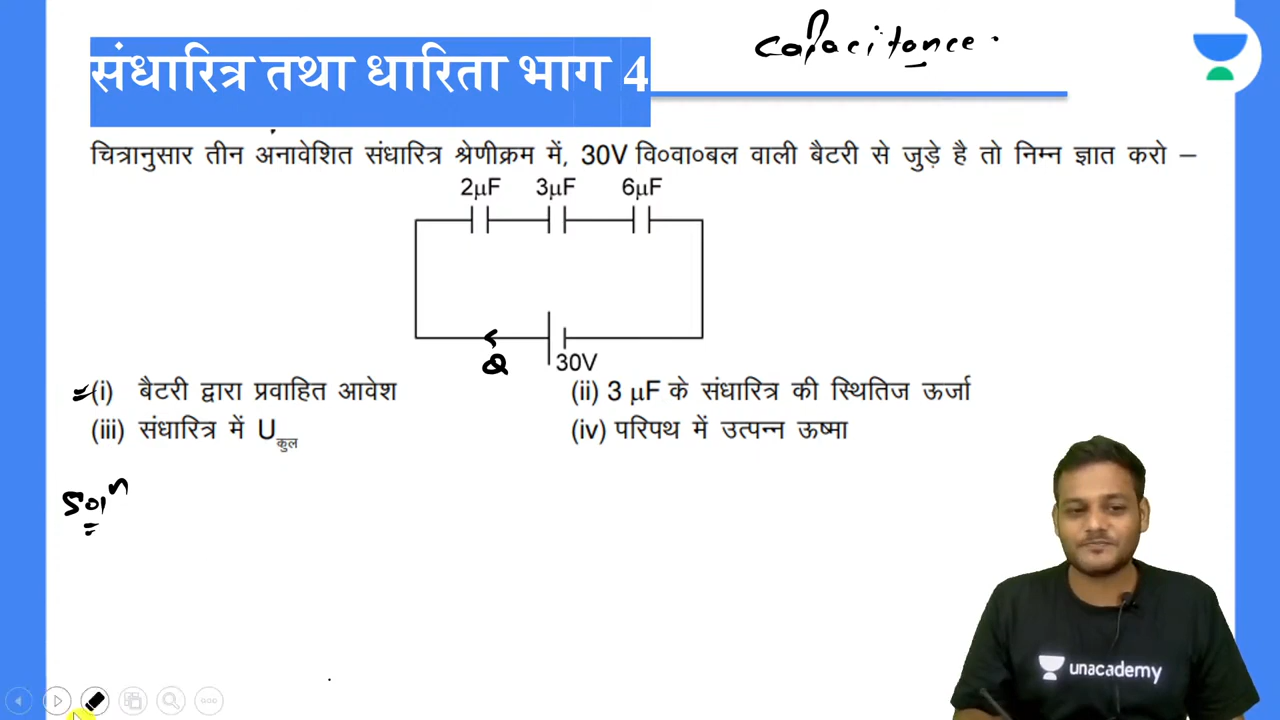 capacitance.
संधारित्र तथा धारिता भाग 4
चित्रानुसार तीन अनावेशित संधारित्र श्रेणीक्रम में, 30V वि०वा०बल वाली बैटरी से जुड़े है तो निम्न ज्ञात करो –
2μF 3μF 6μF
Q 30V
(i) बैटरी द्वारा प्रवाहित आवेश (ii) 3 μF के संधारित्र की स्थितिज ऊर्जा
(iii) संधारित्र में U कुल (iv) परिपथ में उत्पन्न ऊष्मा
Soln
unacademy